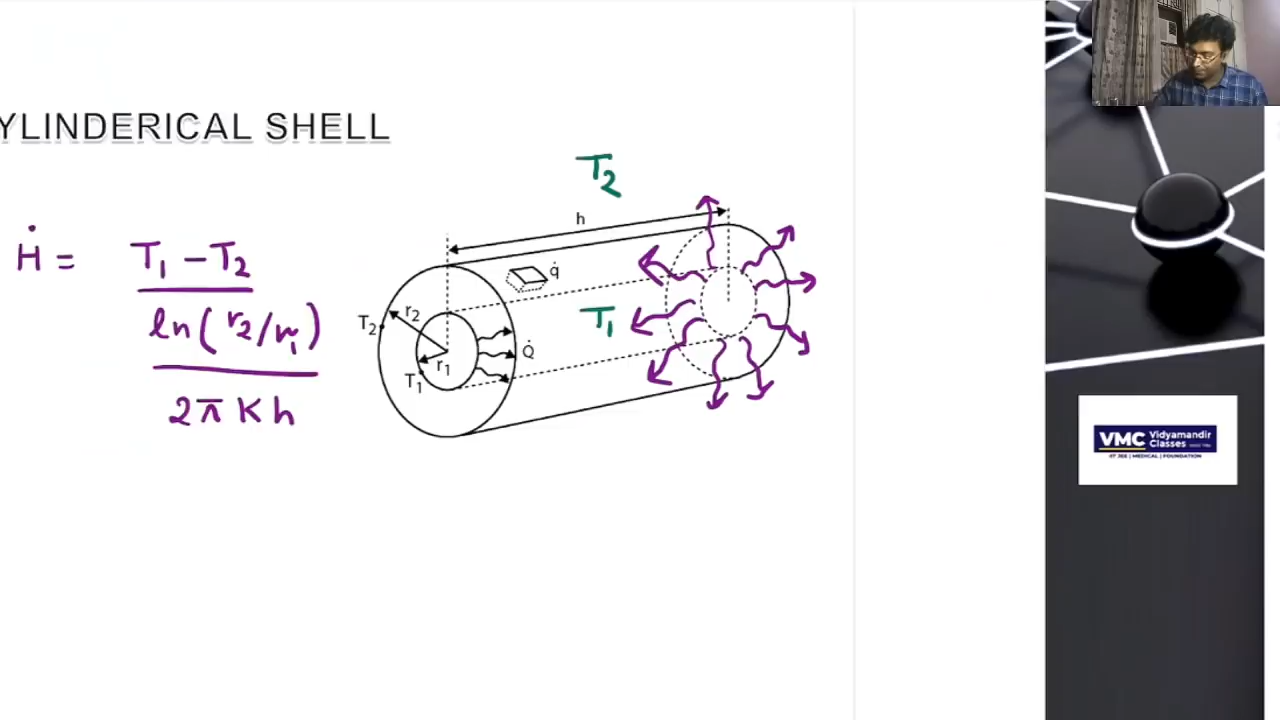 YLINDERICAL SHELL
T2
h
Ḣ = T1 - T2
ln(r2/r1)
2πKh
q̇
T2
r2
T1
Q̇
r1
T1
VMC Vidyamandir Classes
IIT JEE | MEDICAL | FOUNDATION